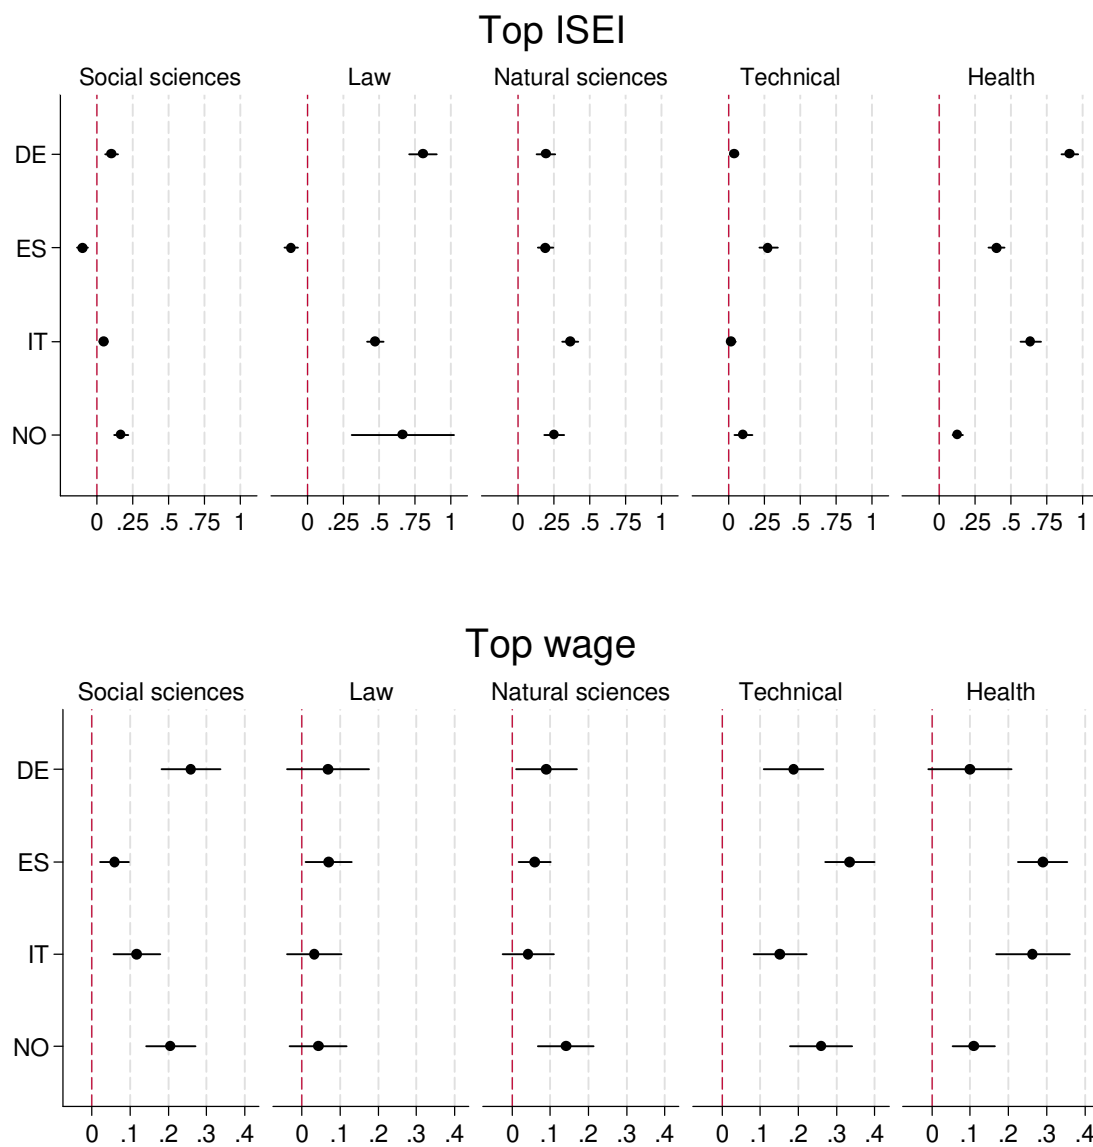 Top ISEI
Social sciences Law Natural sciences Technical Health
DE
ES
IT
NO
0 .25 .5 .75 1 0 .25 .5 .75 1 0 .25 .5 .75 1 0 .25 .5 .75 1 0 .25 .5 .75 1
Top wage
Social sciences Law Natural sciences Technical Health
DE
ES
IT
NO
0 .1 .2 .3 .4 0 .1 .2 .3 .4 0 .1 .2 .3 .4 0 .1 .2 .3 .4 0 .1 .2 .3 .4